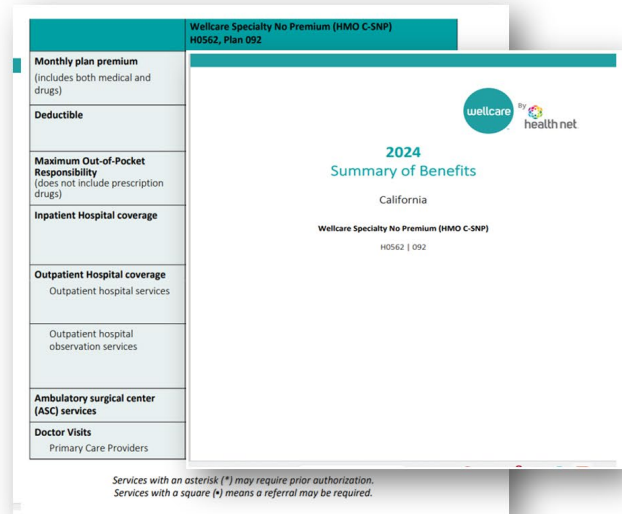 Wellcare Specialty No Premium (HMO C-SNP)
H0562, Plan 092
Monthly plan premium
(includes both medical and
drugs)
Deductible
Maximum Out-of-Pocket
Responsibility
(does not include prescription
drugs)
Inpatient Hospital coverage
Outpatient Hospital coverage
Outpatient hospital services
Outpatient hospital
observation services
Ambulatory surgical center
(ASC) services
Doctor Visits
Primary Care Providers
Services with an asterisk (*) may require prior authorization.
Services with a square (▪) means a referral may be required.
wellcare
By
health net
2024
Summary of Benefits
California
Wellcare Specialty No Premium (HMO C-SNP)
H0562 | 092